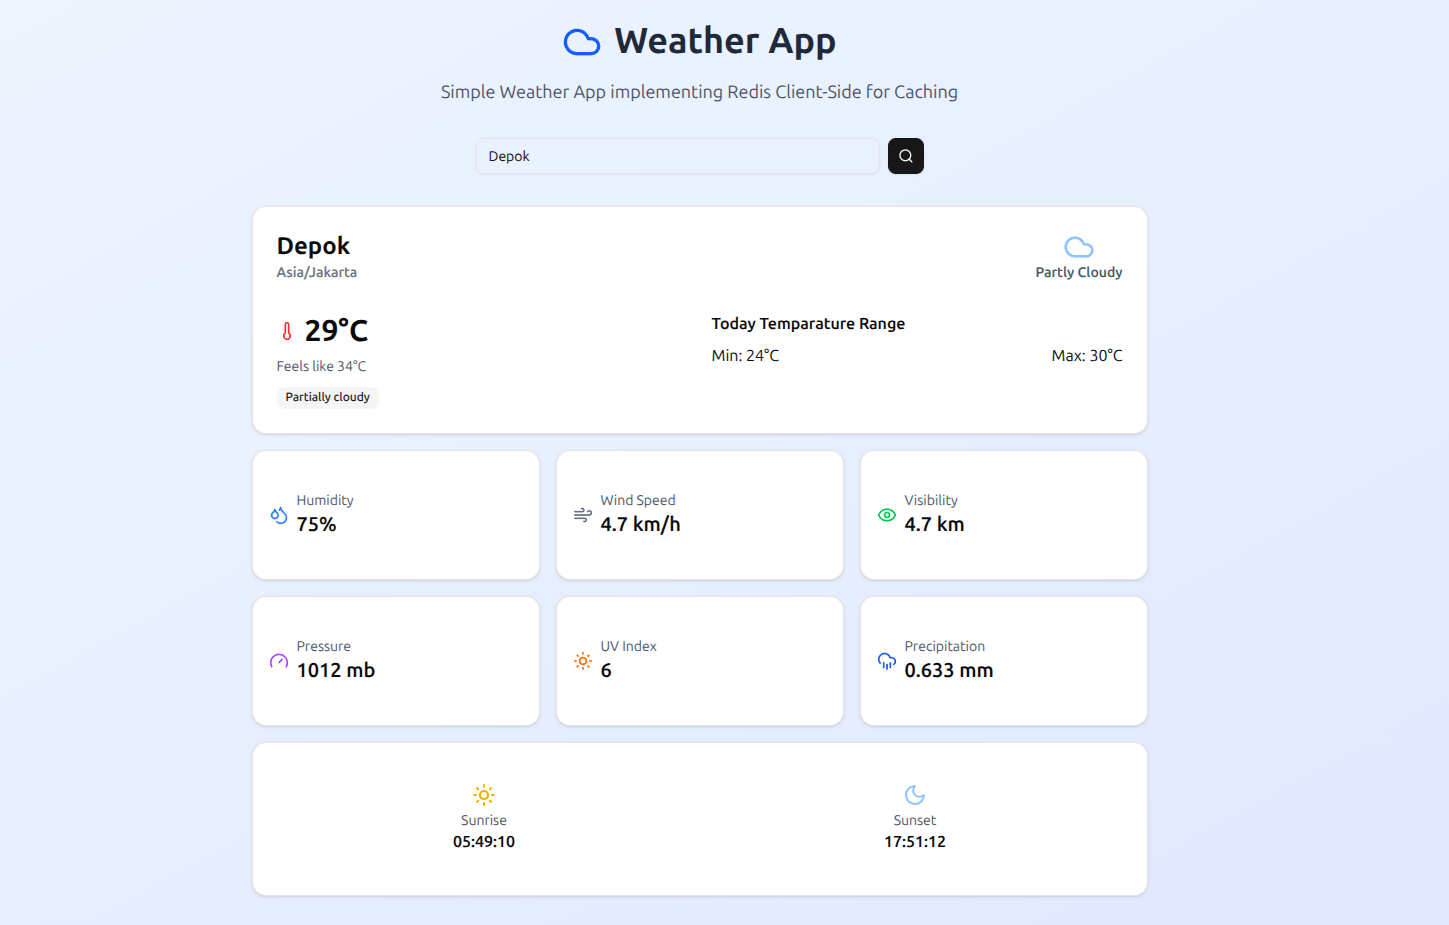 Weather App
Simple Weather App implementing Redis Client-Side for Caching
Depok
Depok
Asia/Jakarta
Partly Cloudy
29°C
Feels like 34°C
Partially cloudy
Today Temparature Range
Min: 24°C
Max: 30°C
Humidity
75%
Wind Speed
4.7 km/h
Visibility
4.7 km
Pressure
1012 mb
UV Index
6
Precipitation
0.633 mm
Sunrise
05:49:10
Sunset
17:51:12